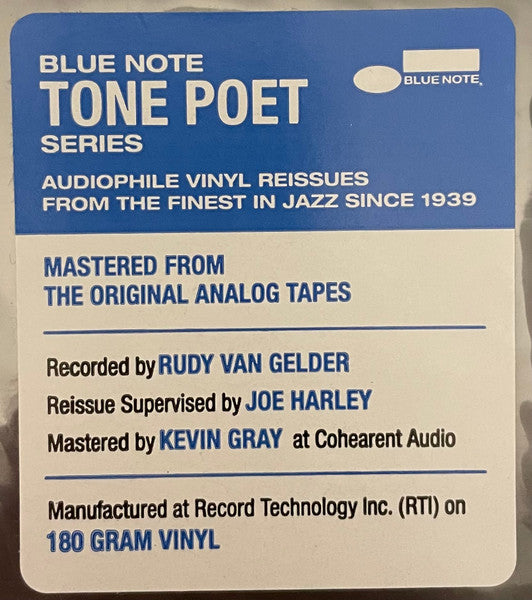 BLUE NOTE
TONE POET
SERIES
BLUE NOTE
AUDIOPHILE VINYL REISSUES
FROM THE FINEST IN JAZZ SINCE 1939
MASTERED FROM
THE ORIGINAL ANALOG TAPES
Recorded by RUDY VAN GELDER
Reissue Supervised by JOE HARLEY
Mastered by KEVIN GRAY at Cohearent Audio
Manufactured at Record Technology Inc. (RTI) on
180 GRAM VINYL